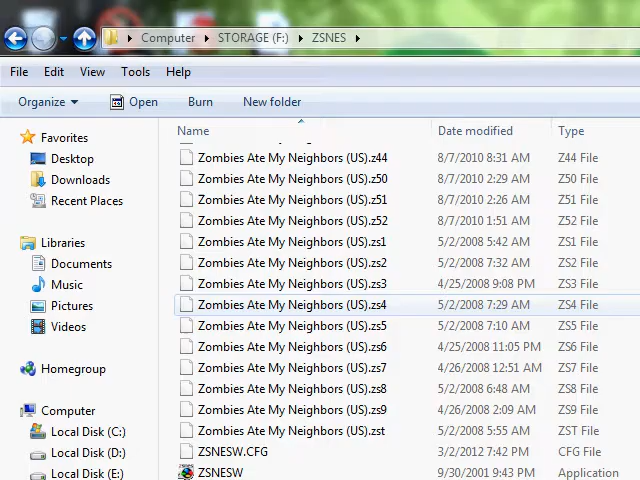 Computer STORAGE (F:) ZSNES
File Edit View Tools Help
Organize Open Burn New folder
Name Date modified Type
Favorites
Desktop
Downloads
Recent Places
Libraries
Documents
Music
Pictures
Videos
Homegroup
Computer
Local Disk (C:)
Local Disk (D:)
Local Disk (E:)
Zombies Ate My Neighbors (US).z44 8/7/2010 8:31 AM Z44 File
Zombies Ate My Neighbors (US).z50 8/7/2010 2:29 AM Z50 File
Zombies Ate My Neighbors (US).z51 8/7/2010 2:26 AM Z51 File
Zombies Ate My Neighbors (US).z52 8/7/2010 1:51 AM Z52 File
Zombies Ate My Neighbors (US).zs1 5/2/2008 5:42 AM ZS1 File
Zombies Ate My Neighbors (US).zs2 5/2/2008 7:32 AM ZS2 File
Zombies Ate My Neighbors (US).zs3 4/25/2008 9:08 PM ZS3 File
Zombies Ate My Neighbors (US).zs4 5/2/2008 7:29 AM ZS4 File
Zombies Ate My Neighbors (US).zs5 5/2/2008 7:10 AM ZS5 File
Zombies Ate My Neighbors (US).zs6 4/25/2008 11:05 PM ZS6 File
Zombies Ate My Neighbors (US).zs7 4/26/2008 12:51 AM ZS7 File
Zombies Ate My Neighbors (US).zs8 5/2/2008 6:48 AM ZS8 File
Zombies Ate My Neighbors (US).zs9 4/26/2008 2:09 AM ZS9 File
Zombies Ate My Neighbors (US).zst 5/2/2008 5:55 AM ZST File
ZSNESW.CFG 3/2/2012 7:42 PM CFG File
ZSNESW 9/30/2001 9:43 PM Application